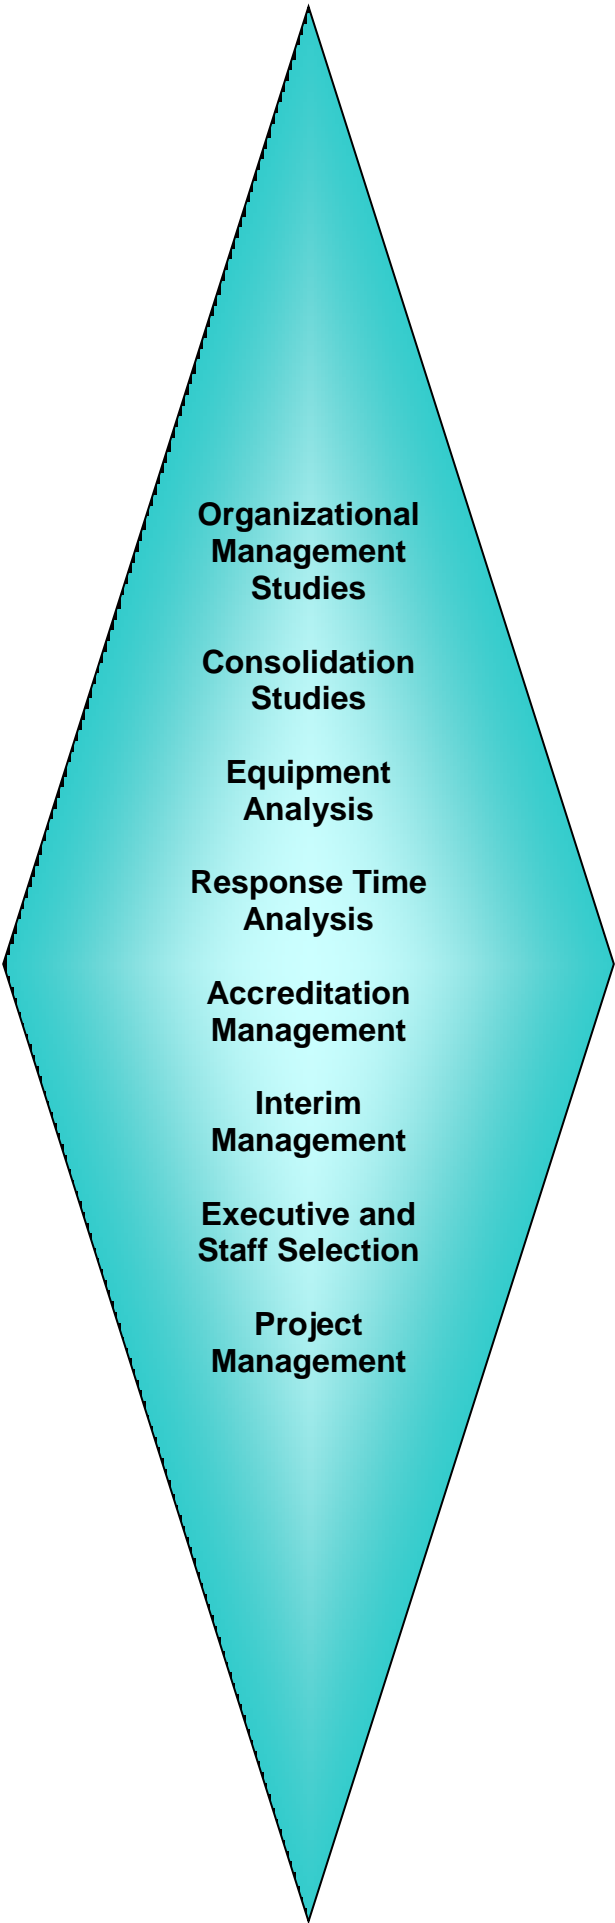 Organizational
Management
Studies
Consolidation
Studies
Equipment
Analysis
Response Time
Analysis
Accreditation
Management
Interim
Management
Executive and
Staff Selection
Project
Management